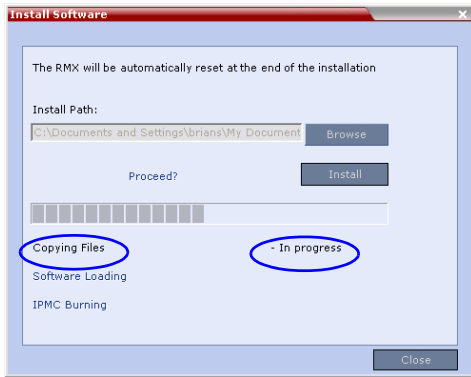 Install Software
The RMX will be automatically reset at the end of the installation
Install Path:
C:\Documents and Settings\brians\My Document
Browse
Proceed?
Install
Copying Files - In progress
Software Loading
IPMC Burning
Close